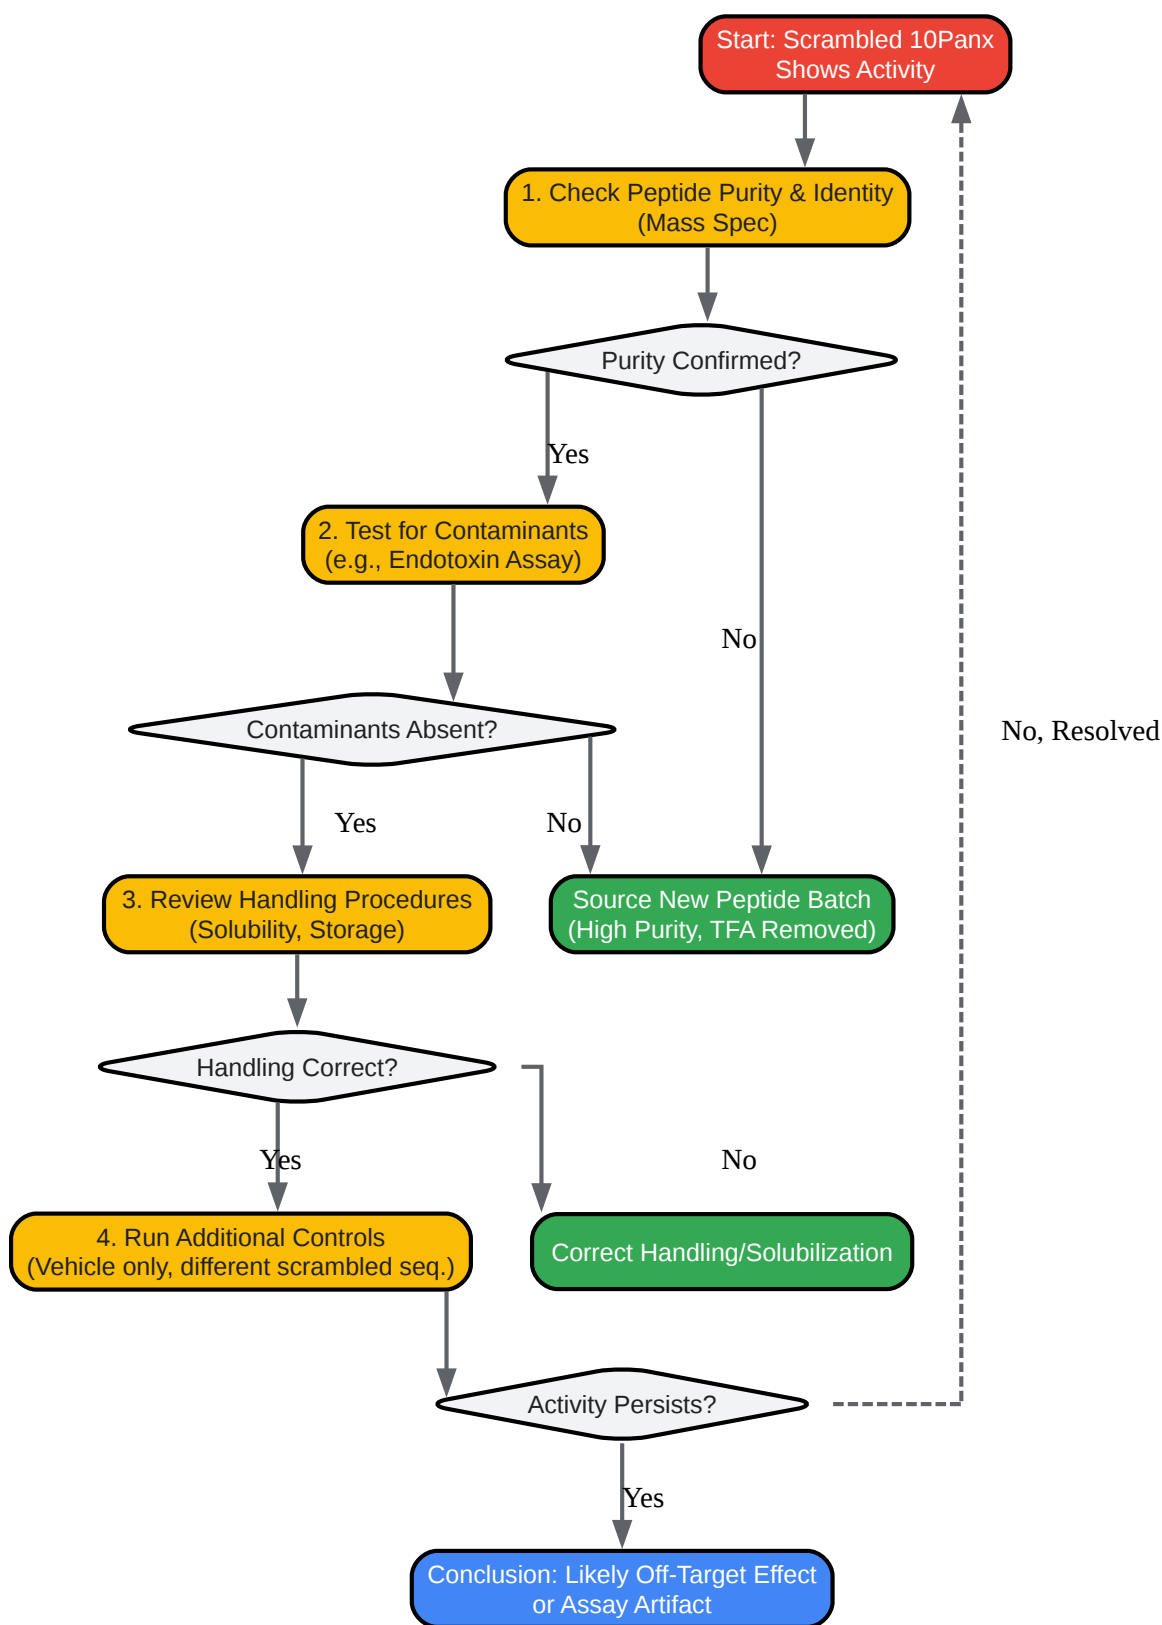 Start: Scrambled 10Panx
Shows Activity
1. Check Peptide Purity & Identity
(Mass Spec)
Purity Confirmed?
Yes
2. Test for Contaminants
(e.g., Endotoxin Assay)
No
Contaminants Absent?
No, Resolved
Yes
No
3. Review Handling Procedures
(Solubility, Storage)
Source New Peptide Batch
(High Purity, TFA Removed)
Handling Correct?
Yes
No
4. Run Additional Controls
(Vehicle only, different scrambled seq.)
Correct Handling/Solubilization
Activity Persists?
Yes
Conclusion: Likely Off-Target Effect
or Assay Artifact